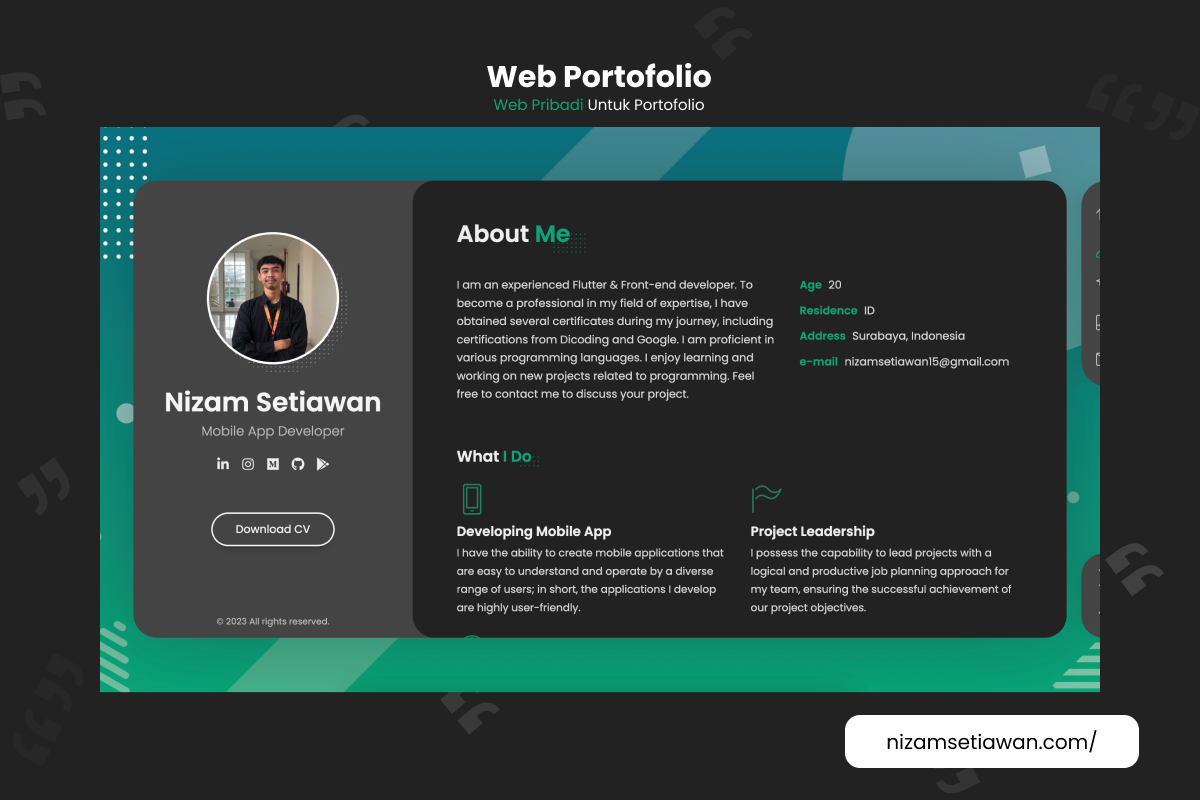 Web Portofolio
Web Pribadi Untuk Portofolio
Nizam Setiawan
Mobile App Developer
Download CV
© 2023 All rights reserved.
About Me
I am an experienced Flutter & Front-end developer. To
become a professional in my field of expertise, I have
obtained several certificates during my journey, including
certifications from Dicoding and Google. I am proficient in
various programming languages. I enjoy learning and
working on new projects related to programming. Feel
free to contact me to discuss your project.
Age 20
Residence ID
Address Surabaya, Indonesia
e-mail nizamsetiawan15@gmail.com
What I Do
Developing Mobile App
I have the ability to create mobile applications that
are easy to understand and operate by a diverse
range of users; in short, the applications I develop
are highly user-friendly.
Project Leadership
I possess the capability to lead projects with a
logical and productive job planning approach for
my team, ensuring the successful achievement of
our project objectives.
nizamsetiawan.com/